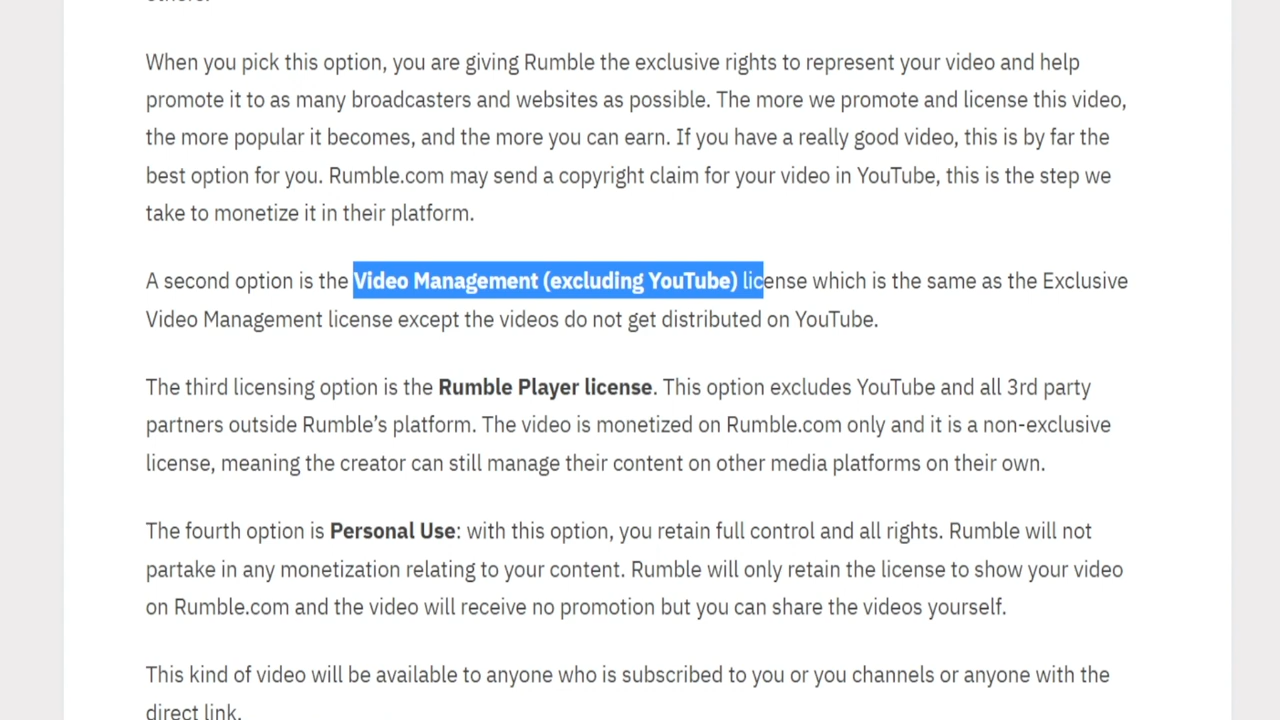 others.
When you pick this option, you are giving Rumble the exclusive rights to represent your video and help
promote it to as many broadcasters and websites as possible. The more we promote and license this video,
the more popular it becomes, and the more you can earn. If you have a really good video, this is by far the
best option for you. Rumble.com may send a copyright claim for your video in YouTube, this is the step we
take to monetize it in their platform.
A second option is the Video Management (excluding YouTube) license which is the same as the Exclusive
Video Management license except the videos do not get distributed on YouTube.
The third licensing option is the Rumble Player license. This option excludes YouTube and all 3rd party
partners outside Rumble’s platform. The video is monetized on Rumble.com only and it is a non-exclusive
license, meaning the creator can still manage their content on other media platforms on their own.
The fourth option is Personal Use: with this option, you retain full control and all rights. Rumble will not
partake in any monetization relating to your content. Rumble will only retain the license to show your video
on Rumble.com and the video will receive no promotion but you can share the videos yourself.
This kind of video will be available to anyone who is subscribed to you or you channels or anyone with the
direct link.